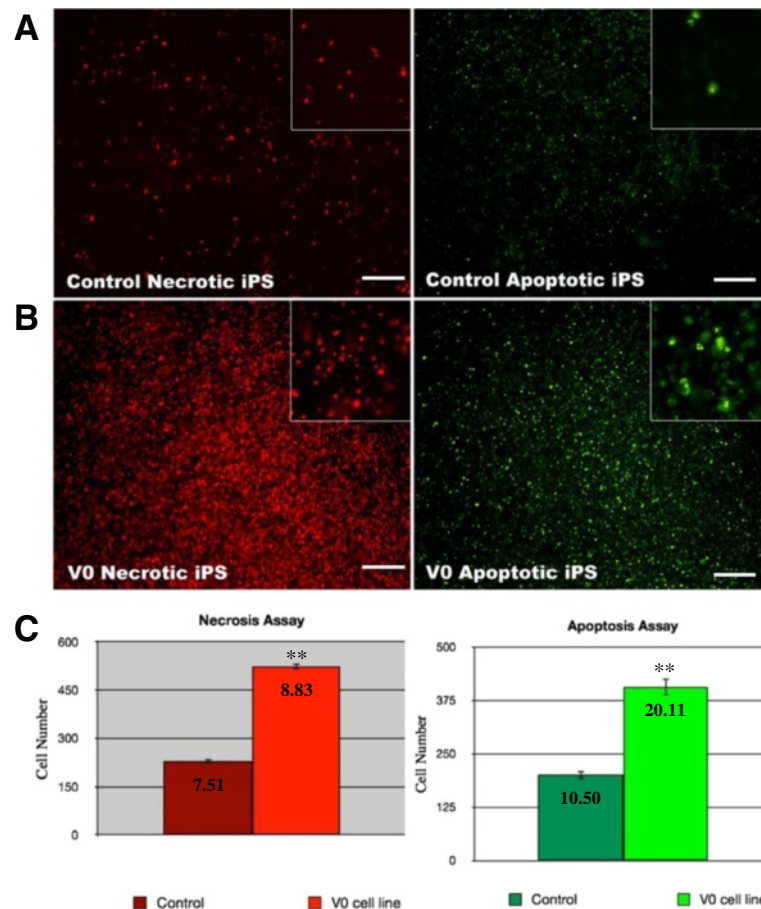 A
Control Necrotic iPS
Control Apoptotic iPS
B
V0 Necrotic iPS
V0 Apoptotic iPS
C
Necrosis Assay
Cell Number
600
450
300
150
0
**
7.51
8.83
Control
V0 cell line
Apoptosis Assay
Cell Number
500
375
250
125
0
**
10.50
20.11
Control
V0 cell line